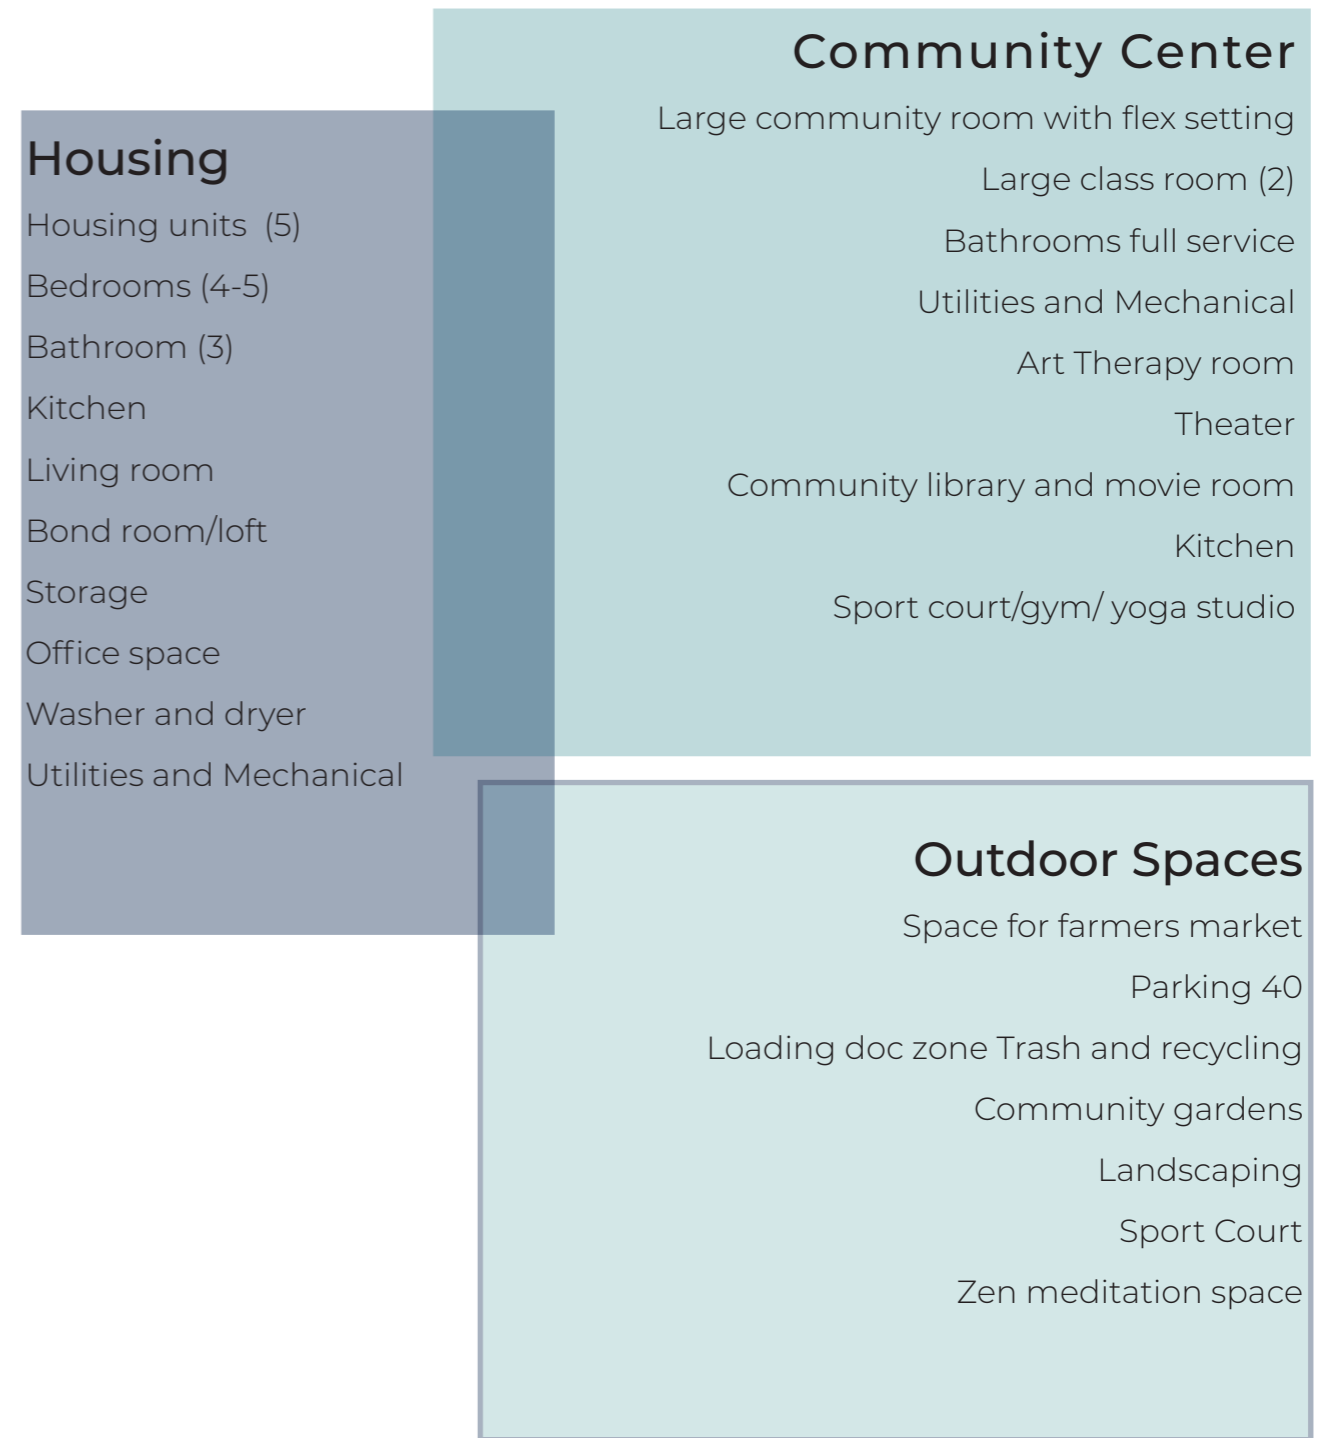 Community Center
Large community room with flex setting
Large class room (2)
Bathrooms full service
Utilities and Mechanical
Art Therapy room
Theater
Community library and movie room
Kitchen
Sport court/gym/ yoga studio
Housing
Housing units (5)
Bedrooms (4-5)
Bathroom (3)
Kitchen
Living room
Bond room/loft
Storage
Office space
Washer and dryer
Utilities and Mechanical
Outdoor Spaces
Space for farmers market
Parking 40
Loading doc zone Trash and recycling
Community gardens
Landscaping
Sport Court
Zen meditation space